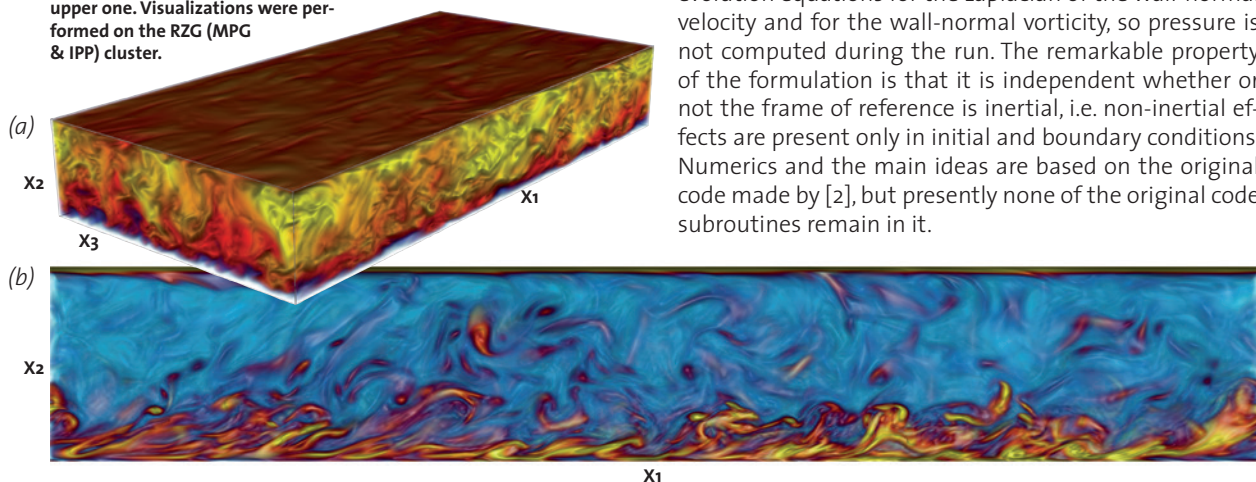 upper one. Visualizations were per-
formed on the RZG (MPG
& IPP) cluster.
evolution equations for the Laplacian of the wall-normal
velocity and for the wall-normal vorticity, so pressure is
not computed during the run. The remarkable property
of the formulation is that it is independent whether or
not the frame of reference is inertial, i.e. non-inertial ef-
fects are present only in initial and boundary conditions.
Numerics and the main ideas are based on the original
code made by [2], but presently none of the original code
subroutines remain in it.
(a)
X2
X3
X1
(b)
X2
X1